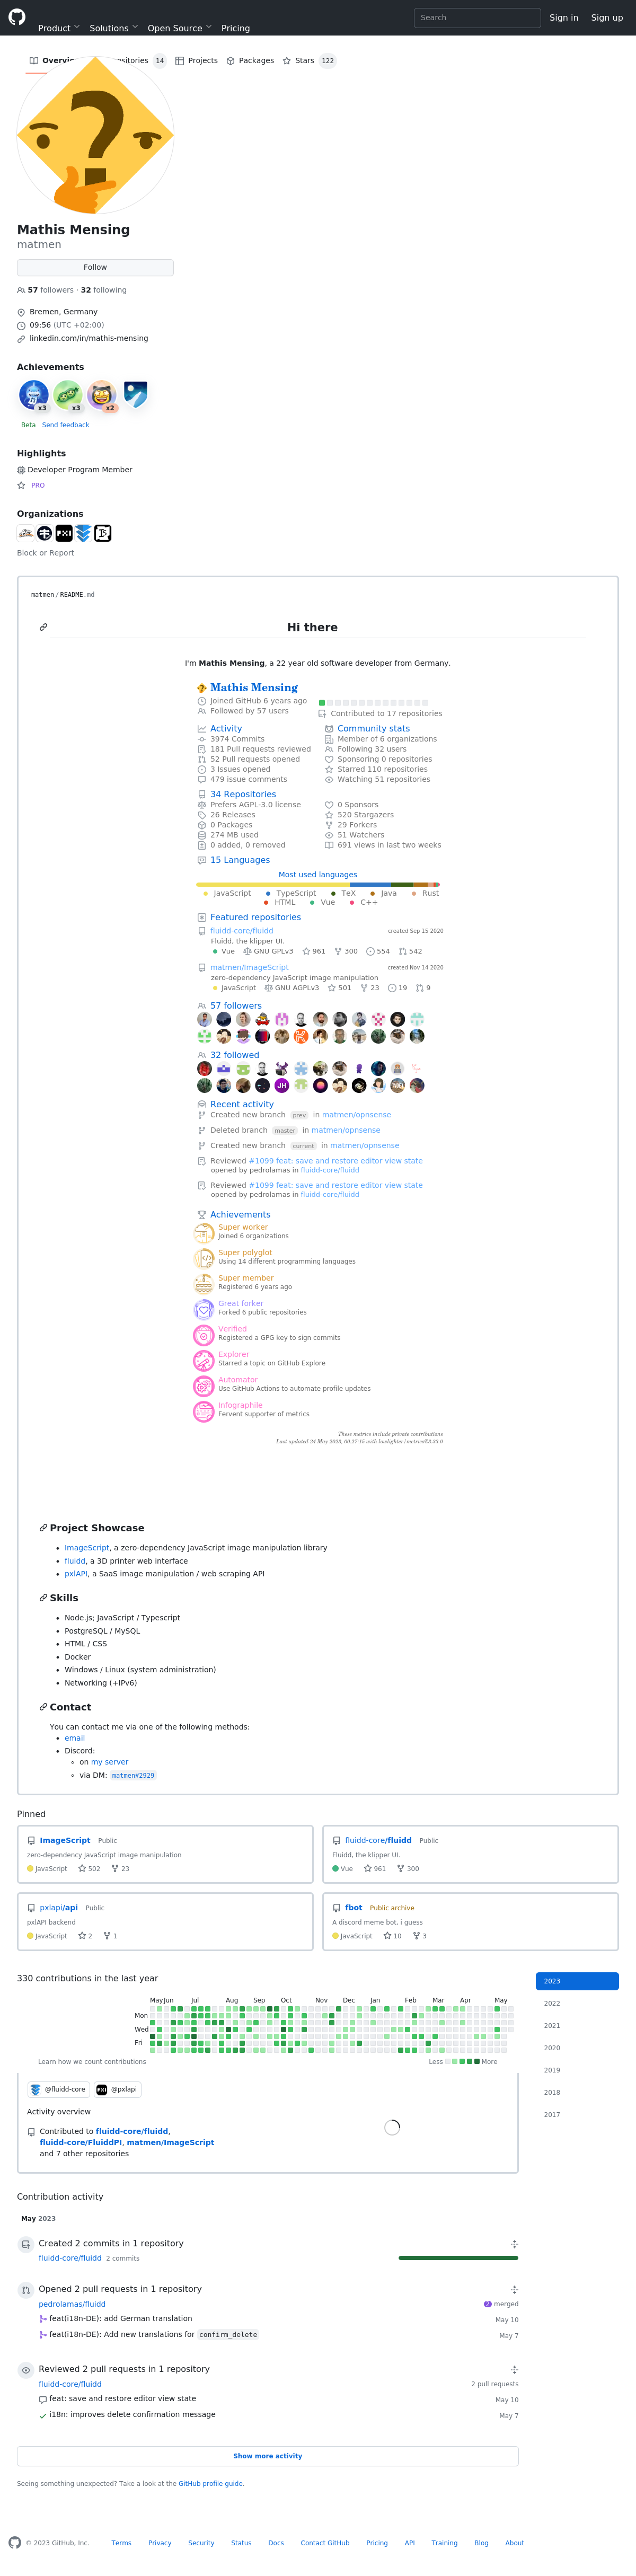 Product Solutions Open Source Pricing Search Sign in Sign up
Overview Repositories 14 Projects Packages Stars 122
Mathis Mensing
matmen
Follow
57 followers · 32 following
Bremen, Germany
09:56 (UTC +02:00)
linkedin.com/in/mathis-mensing
Achievements
x3 x3 x2
Beta Send feedback
Highlights
Developer Program Member
PRO
Organizations
Block or Report
matmen/README.md
Hi there
I'm Mathis Mensing, a 22 year old software developer from Germany.
Mathis Mensing
Joined GitHub 6 years ago
Followed by 57 users Contributed to 17 repositories
Activity Community stats
3974 Commits Member of 6 organizations
181 Pull requests reviewed Following 32 users
52 Pull requests opened Sponsoring 0 repositories
3 Issues opened Starred 110 repositories
479 issue comments Watching 51 repositories
34 Repositories
Prefers AGPL-3.0 license 0 Sponsors
26 Releases 520 Stargazers
0 Packages 29 Forkers
274 MB used 51 Watchers
0 added, 0 removed 691 views in last two weeks
15 Languages
Most used languages
JavaScript TypeScript TeX Java Rust
HTML Vue C++
Featured repositories
fluidd-core/fluidd created Sep 15 2020
Fluidd, the klipper UI.
Vue GNU GPLv3 961 300 554 542
matmen/ImageScript created Nov 14 2020
zero-dependency JavaScript image manipulation
JavaScript GNU AGPLv3 501 23 19 9
57 followers
32 followed
JH
Recent activity
Created new branch prev in matmen/opnsense
Deleted branch master in matmen/opnsense
Created new branch current in matmen/opnsense
Reviewed #1099 feat: save and restore editor view state
opened by pedrolamas in fluidd-core/fluidd
Reviewed #1099 feat: save and restore editor view state
opened by pedrolamas in fluidd-core/fluidd
Achievements
Super worker
Joined 6 organizations
Super polyglot
Using 14 different programming languages
Super member
Registered 6 years ago
Great forker
Forked 6 public repositories
Verified
Registered a GPG key to sign commits
Explorer
Starred a topic on GitHub Explore
Automator
Use GitHub Actions to automate profile updates
Infographile
Fervent supporter of metrics
These metrics include private contributions
Last updated 24 May 2023, 00:27:15 with lowlighter/metrics@3.33.0
Project Showcase
ImageScript, a zero-dependency JavaScript image manipulation library
fluidd, a 3D printer web interface
pxlAPI, a SaaS image manipulation / web scraping API
Skills
Node.js; JavaScript / Typescript
PostgreSQL / MySQL
HTML / CSS
Docker
Windows / Linux (system administration)
Networking (+IPv6)
Contact
You can contact me via one of the following methods:
email
Discord:
on my server
via DM: matmen#2929
Pinned
ImageScript Public
zero-dependency JavaScript image manipulation
JavaScript 502 23
fluidd-core/fluidd Public
Fluidd, the klipper UI.
Vue 961 300
pxlapi/api Public
pxlAPI backend
JavaScript 2 1
fbot Public archive
A discord meme bot, i guess
JavaScript 10 3
330 contributions in the last year
2023
2022
2021
2020
2019
2018
2017
May Jun Jul Aug Sep Oct Nov Dec Jan Feb Mar Apr May
Mon
Wed
Fri
Learn how we count contributions Less More
@fluidd-core @pxlapi
Activity overview
Contributed to fluidd-core/fluidd,
fluidd-core/FluiddPI, matmen/ImageScript
and 7 other repositories
Contribution activity
May 2023
Created 2 commits in 1 repository
fluidd-core/fluidd 2 commits
Opened 2 pull requests in 1 repository
pedrolamas/fluidd 2 merged
feat(i18n-DE): add German translation May 10
feat(i18n-DE): Add new translations for confirm_delete May 7
Reviewed 2 pull requests in 1 repository
fluidd-core/fluidd 2 pull requests
feat: save and restore editor view state May 10
i18n: improves delete confirmation message May 7
Show more activity
Seeing something unexpected? Take a look at the GitHub profile guide.
© 2023 GitHub, Inc. Terms Privacy Security Status Docs Contact GitHub Pricing API Training Blog About